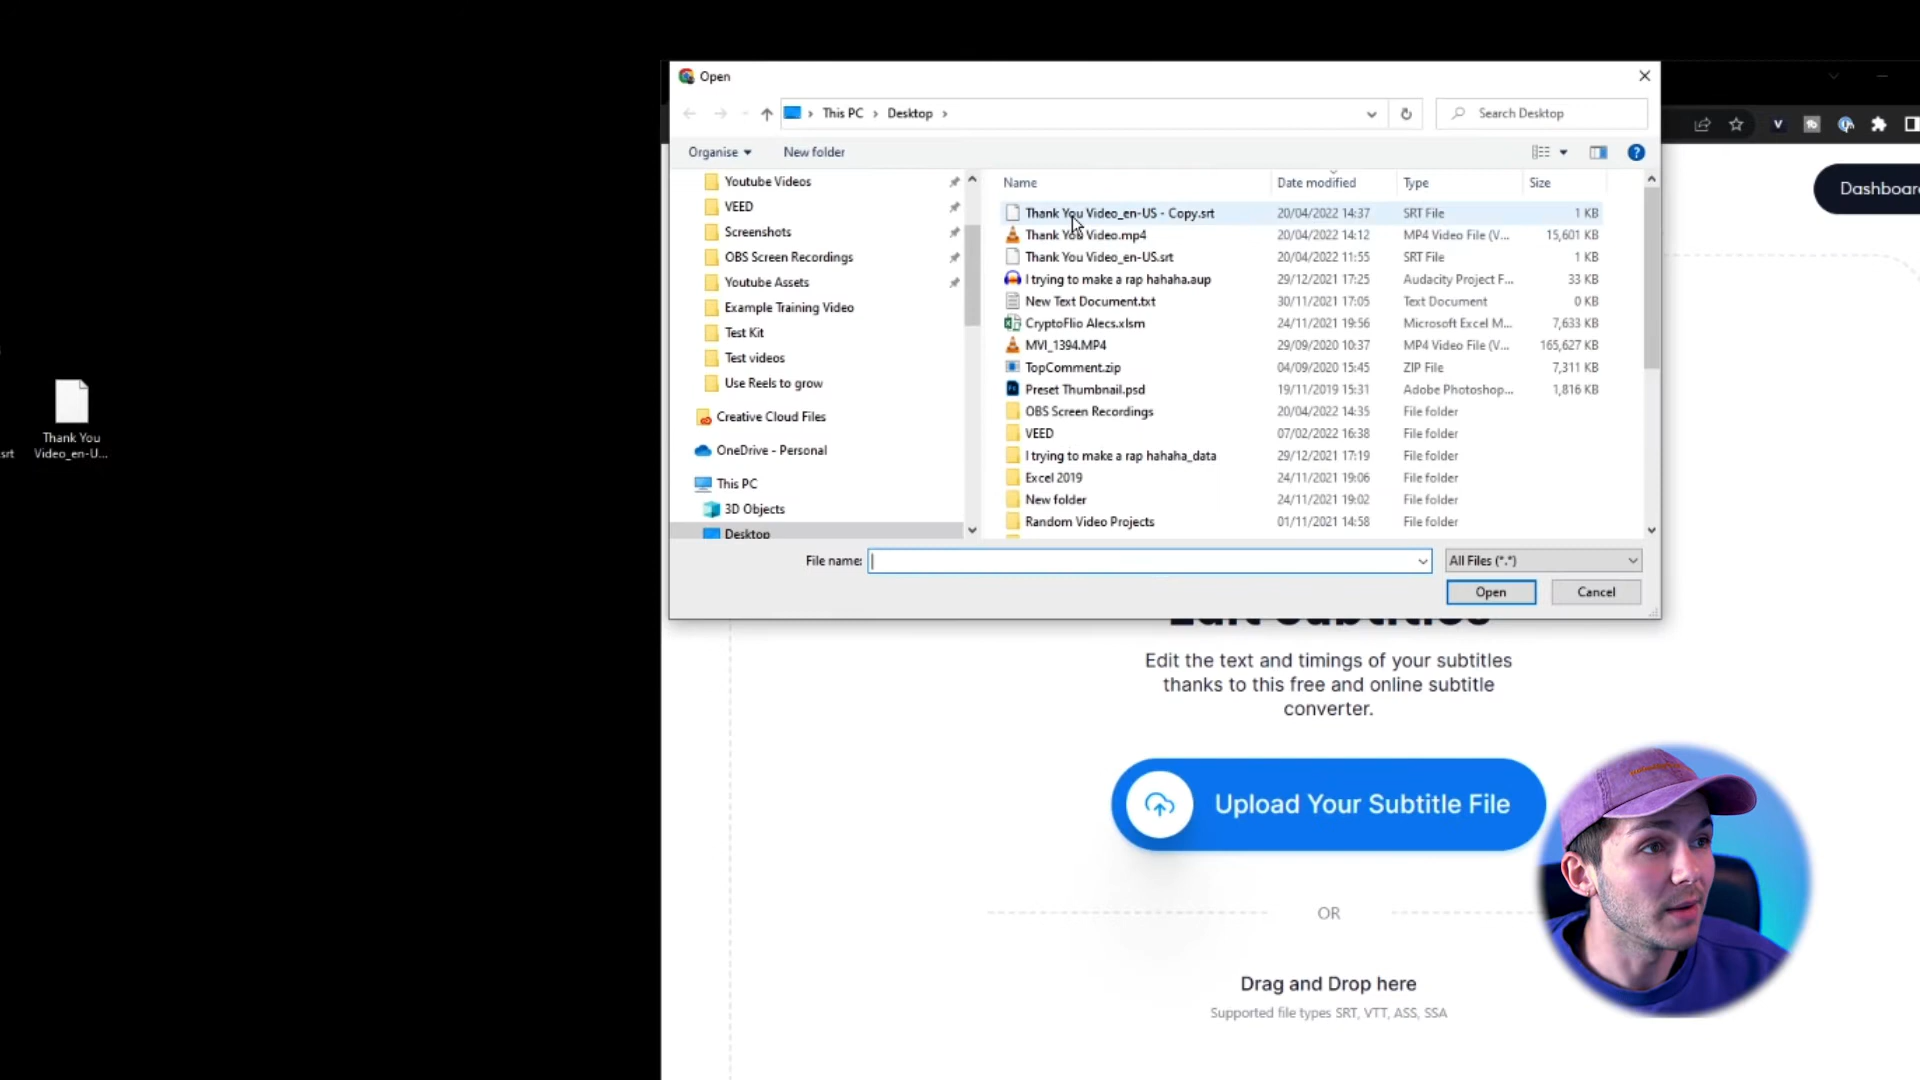 Open
This PC > Desktop >
Search Desktop
Organise
New folder
Dashboar
Youtube Videos
VEED
Screenshots
OBS Screen Recordings
Youtube Assets
Example Training Video
Test Kit
Test videos
Use Reels to grow
Creative Cloud Files
OneDrive - Personal
This PC
3D Objects
Desktop
Name Date modified Type Size
Thank You Video_en-US - Copy.srt 20/04/2022 14:37 SRT File 1 KB
Thank You Video.mp4 20/04/2022 14:12 MP4 Video File (V... 15,601 KB
Thank You Video_en-US.srt 20/04/2022 11:55 SRT File 1 KB
I trying to make a rap hahaha.aup 29/12/2021 17:25 Audacity Project F... 33 KB
New Text Document.txt 30/11/2021 17:05 Text Document 0 KB
CryptoFlio Alecs.xlsm 24/11/2021 19:56 Microsoft Excel M... 7,633 KB
MVI_1394.MP4 29/09/2020 10:37 MP4 Video File (V... 165,627 KB
TopComment.zip 04/09/2020 15:45 ZIP File 7,311 KB
Preset Thumbnail.psd 19/11/2019 15:31 Adobe Photoshop... 1,816 KB
OBS Screen Recordings 20/04/2022 14:35 File folder
VEED 07/02/2022 16:38 File folder
I trying to make a rap hahaha_data 29/12/2021 17:19 File folder
Excel 2019 24/11/2021 19:06 File folder
New folder 24/11/2021 19:02 File folder
Random Video Projects 01/11/2021 14:58 File folder
File name:
All Files (*.*)
Open
Cancel
srt
Thank You
Video_en-U...
Edit Subtitles
Edit the text and timings of your subtitles
thanks to this free and online subtitle
converter.
Upload Your Subtitle File
OR
Drag and Drop here
Supported file types SRT, VTT, ASS, SSA